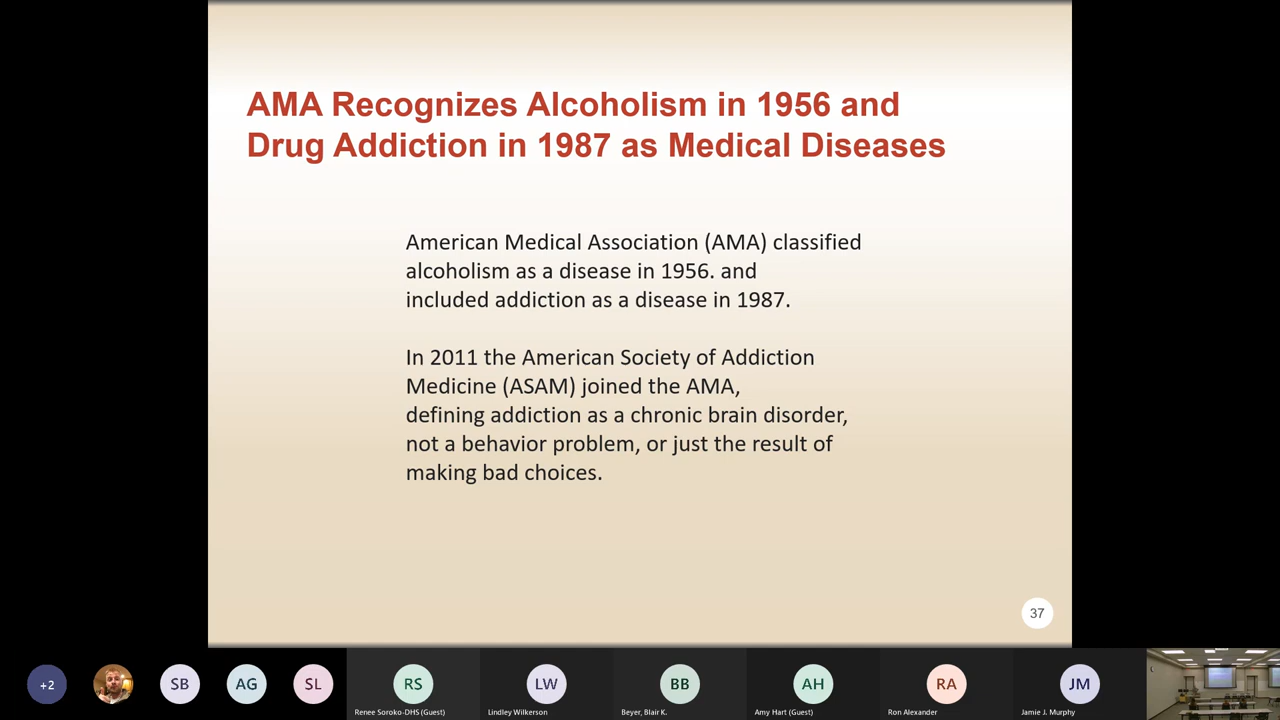 AMA Recognizes Alcoholism in 1956 and
Drug Addiction in 1987 as Medical Diseases
American Medical Association (AMA) classified
alcoholism as a disease in 1956. and
included addiction as a disease in 1987.
In 2011 the American Society of Addiction
Medicine (ASAM) joined the AMA,
defining addiction as a chronic brain disorder,
not a behavior problem, or just the result of
making bad choices.
37
+2
SB
AG
SL
RS
LW
BB
AH
RA
JM
Renee Soroko-DHS (Guest)
Lindley Wilkerson
Beyer, Blair K.
Amy Hart (Guest)
Ron Alexander
Jamie J. Murphy